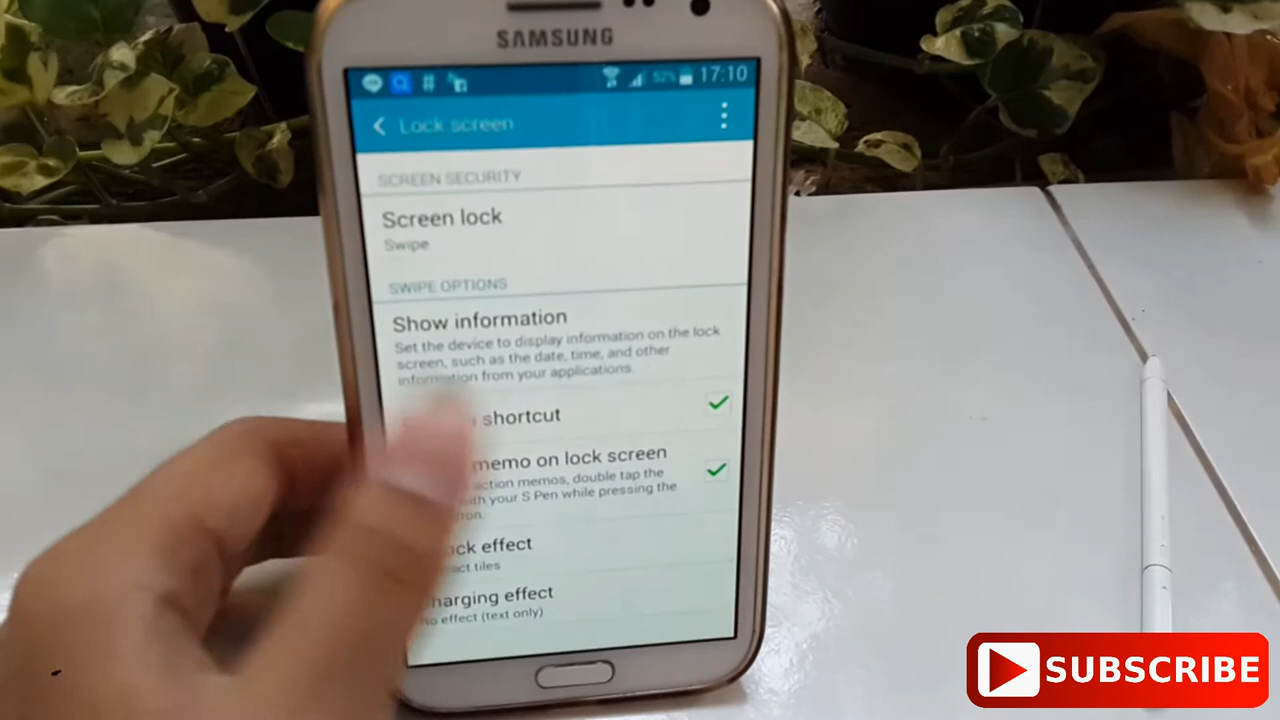 SAMSUNG
52% 17:10
Lock screen
SCREEN SECURITY
Screen lock
Swipe
SWIPE OPTIONS
Show information
Set the device to display information on the lock
screen, such as the date, time, and other
information from your applications.
shortcut
memo on lock screen
action memos, double tap the
with your S Pen while pressing the
effect
tiles
effect
No effect (text only)
SUBSCRIBE